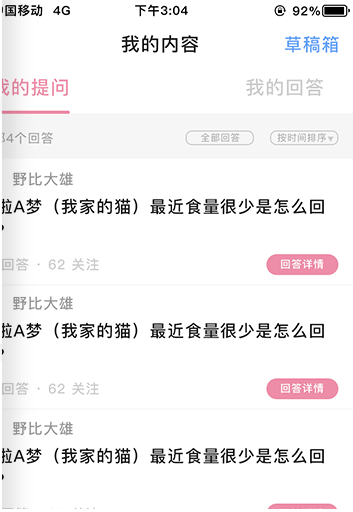 中国移动 4G 下午3:04 92%
我的内容 草稿箱
我的提问 我的回答
部4个回答 全部回答 按时间排序
野比大雄
啦A梦（我家的猫）最近食量很少是怎么回
?
回答 · 62 关注 回答详情
野比大雄
啦A梦（我家的猫）最近食量很少是怎么回
?
回答 · 62 关注 回答详情
野比大雄
啦A梦（我家的猫）最近食量很少是怎么回
?